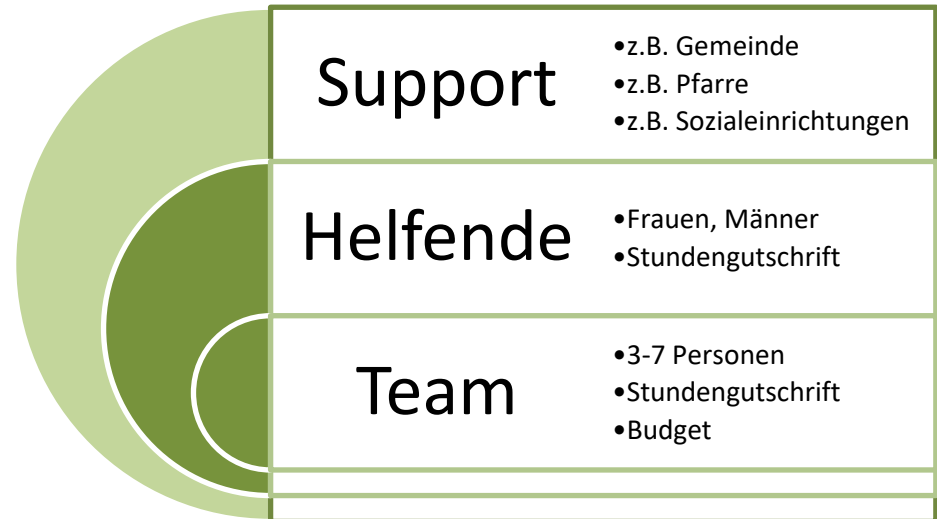 Support
•z.B. Gemeinde
•z.B. Pfarre
•z.B. Sozialeinrichtungen
Helfende
•Frauen, Männer
•Stundengutschrift
Team
•3-7 Personen
•Stundengutschrift
•Budget